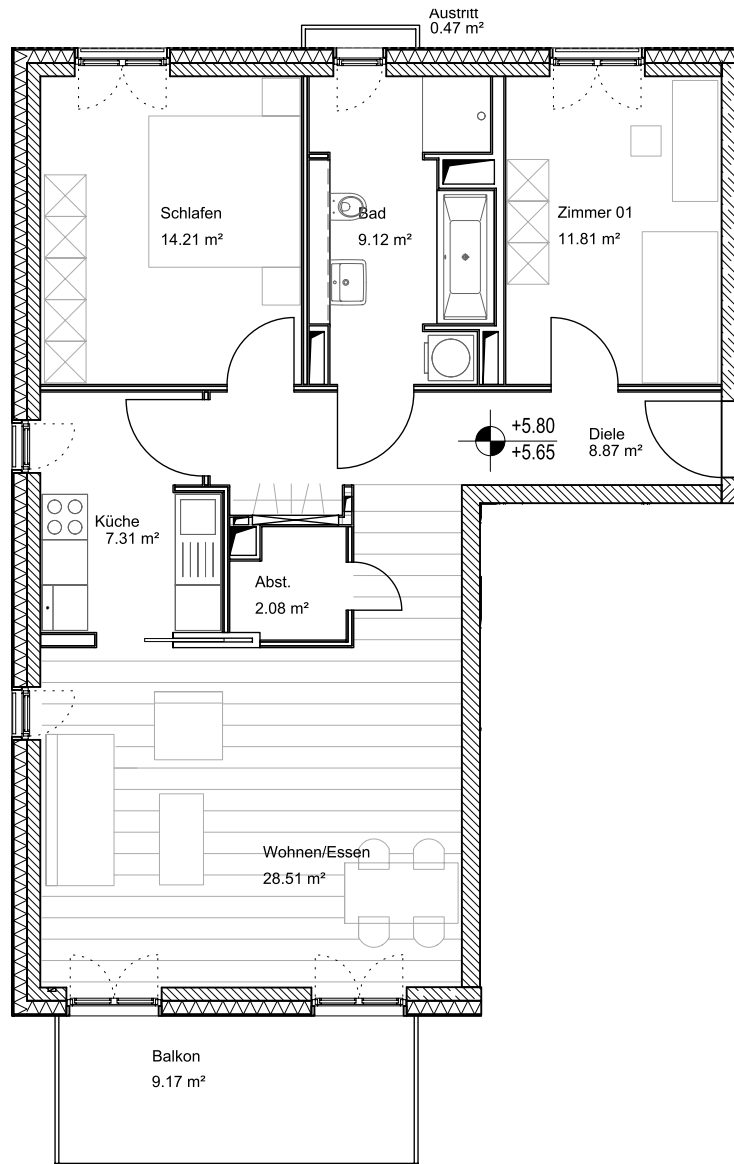 Austritt
0.47 m²
Schlafen
14.21 m²
Bad
9.12 m²
Zimmer 01
11.81 m²
+5.80
+5.65
Diele
8.87 m²
Küche
7.31 m²
Abst.
2.08 m²
Wohnen/Essen
28.51 m²
Balkon
9.17 m²